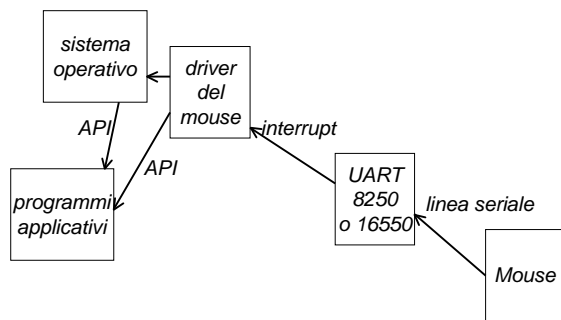 sistema
operativo
driver
del
mouse
API
interrupt
API
programmi
applicativi
UART
8250
o 16550
linea seriale
Mouse